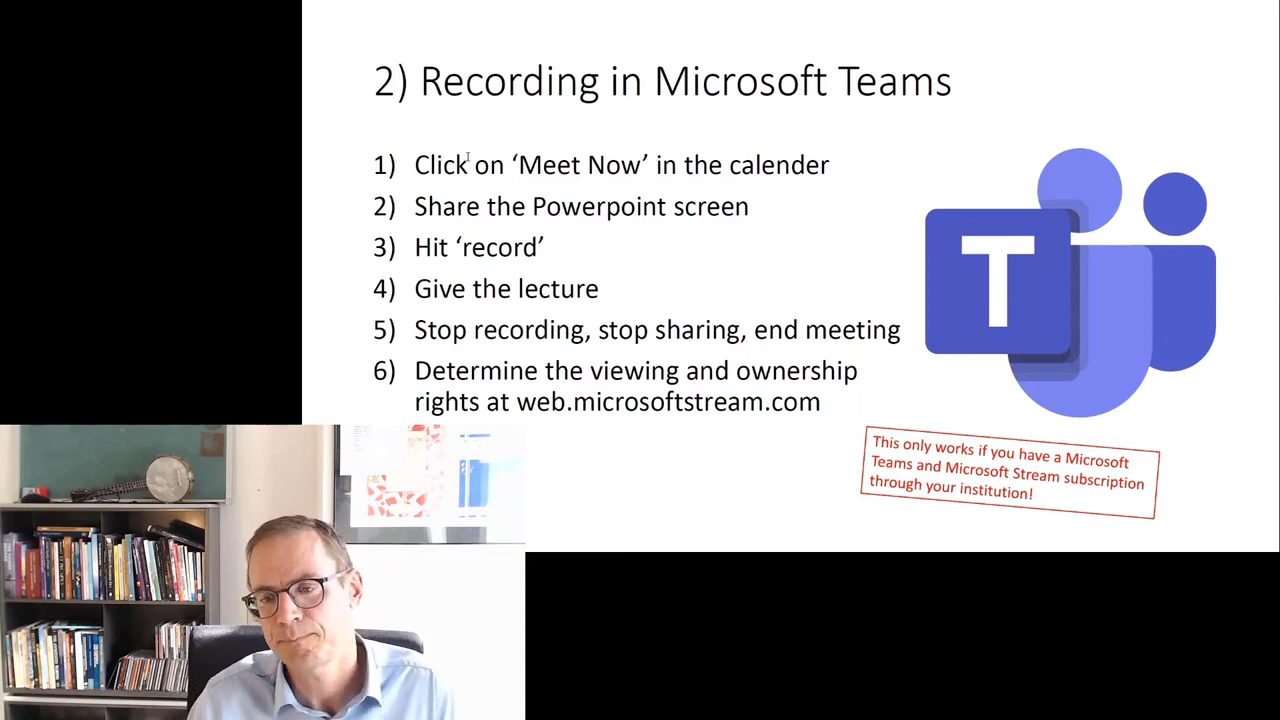 2) Recording in Microsoft Teams
1) Click on ‘Meet Now’ in the calender
2) Share the Powerpoint screen
3) Hit ‘record’
4) Give the lecture
5) Stop recording, stop sharing, end meeting
6) Determine the viewing and ownership
rights at web.microsoftstream.com
T
This only works if you have a Microsoft
Teams and Microsoft Stream subscription
through your institution!